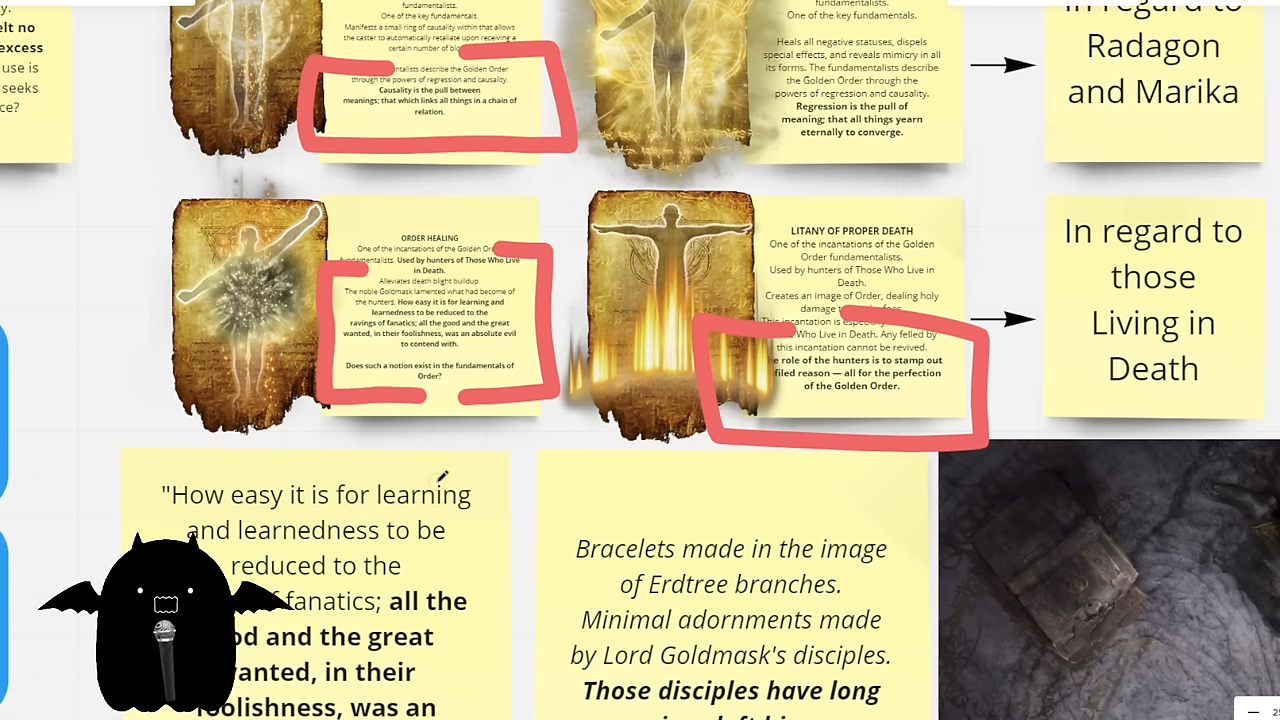 elt no
excess
use is
seeks
ce?
fundamentalists.
One of the key fundamentals.
Manifests a small ring of causality within that allows
the caster to automatically retaliate upon receiving a
certain number of
ntalists describe the Golden Order
through the powers of regression and causality.
Causality is the pull between
meanings; that which links all things in a chain of
relation.
fundamentalists.
One of the key fundamentals.
Heals all negative statuses, dispels
special effects, and reveals mimicry in all
its forms. The fundamentalists describe
the Golden Order through the
powers of regression and causality.
Regression is the pull of
meaning; that all things yearn
eternally to converge.
In regard to
Radagon
and Marika
ORDER HEALING
One of the incantations of the Golden
fundamentalists. Used by hunters of Those Who Live
in Death.
Alleviates death blight buildup.
The noble Goldmask lamented what had become of
the hunters. How easy it is for learning and
learnedness to be reduced to the
ravings of fanatics; all the good and the great
wanted, in their foolishness, was an absolute evil
to contend with.
Does such a notion exist in the fundamentals of
Order?
LITANY OF PROPER DEATH
One of the incantations of the Golden
Order fundamentalists.
Used by hunters of Those Who Live in
Death.
Creates an image of Order, dealing holy
damage
This incantation is
Who Live in Death. Any felled by
this incantation cannot be revived.
e role of the hunters is to stamp out
filed reason — all for the perfection
of the Golden Order.
In regard to
those
Living in
Death
"How easy it is for learning
and learnedness to be
reduced to the
of fanatics; all the
od and the great
wanted, in their
foolishness, was an
Bracelets made in the image
of Erdtree branches.
Minimal adornments made
by Lord Goldmask's disciples.
Those disciples have long